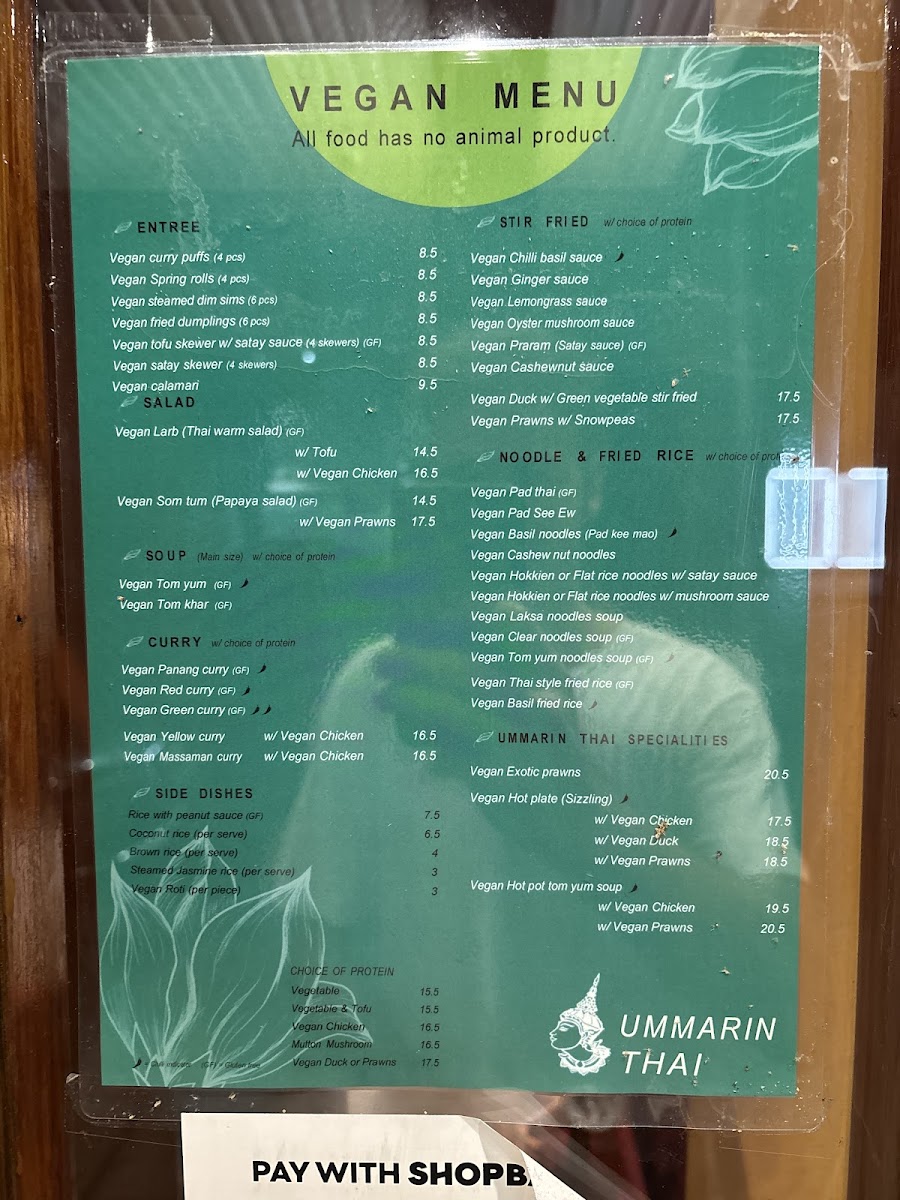 VEGAN MENU
All food has no animal product.
ENTREE
Vegan curry puffs (4 pcs) 8.5
Vegan Spring rolls (4 pcs) 8.5
Vegan steamed dim sims (6 pcs) 8.5
Vegan fried dumplings (6 pcs) 8.5
Vegan tofu skewer w/ satay sauce (4 skewers) (GF) 8.5
Vegan satay skewer (4 skewers) 8.5
Vegan calamari 9.5
SALAD
Vegan Larb (Thai warm salad) (GF)
w/ Tofu 14.5
w/ Vegan Chicken 16.5
Vegan Som tum (Papaya salad) (GF) 14.5
w/ Vegan Prawns 17.5
SOUP (Main size) w/ choice of protein
Vegan Tom yum (GF)
Vegan Tom khar (GF)
CURRY w/ choice of protein
Vegan Panang curry (GF)
Vegan Red curry (GF)
Vegan Green curry (GF)
Vegan Yellow curry w/ Vegan Chicken 16.5
Vegan Massaman curry w/ Vegan Chicken 16.5
SIDE DISHES
Rice with peanut sauce (GF) 7.5
Coconut rice (per serve) 6.5
Brown rice (per serve) 4
Steamed Jasmine rice (per serve) 3
Vegan Roti (per piece) 3
CHOICE OF PROTEIN
Vegetable 15.5
Vegetable & Tofu 15.5
Vegan Chicken 16.5
Mutton Mushroom 16.5
Vegan Duck or Prawns 17.5
= Chilli indicate (GF) = Gluten free
STIR FRIED w/ choice of protein
Vegan Chilli basil sauce
Vegan Ginger sauce
Vegan Lemongrass sauce
Vegan Oyster mushroom sauce
Vegan Praram (Satay sauce) (GF)
Vegan Cashewnut sauce
Vegan Duck w/ Green vegetable stir fried 17.5
Vegan Prawns w/ Snowpeas 17.5
NOODLE & FRIED RICE w/ choice of
Vegan Pad thai (GF)
Vegan Pad See Ew
Vegan Basil noodles (Pad kee mao)
Vegan Cashew nut noodles
Vegan Hokkien or Flat rice noodles w/ satay sauce
Vegan Hokkien or Flat rice noodles w/ mushroom sauce
Vegan Laksa noodles soup
Vegan Clear noodles soup (GF)
Vegan Tom yum noodles soup (GF)
Vegan Thai style fried rice (GF)
Vegan Basil fried rice
UMMARIN THAI SPECIALITIES
Vegan Exotic prawns 20.5
Vegan Hot plate (Sizzling)
w/ Vegan Chicken 17.5
w/ Vegan Duck 18.5
w/ Vegan Prawns 18.5
Vegan Hot pot tom yum soup
w/ Vegan Chicken 19.5
w/ Vegan Prawns 20.5
UMMARIN
THAI
PAY WITH